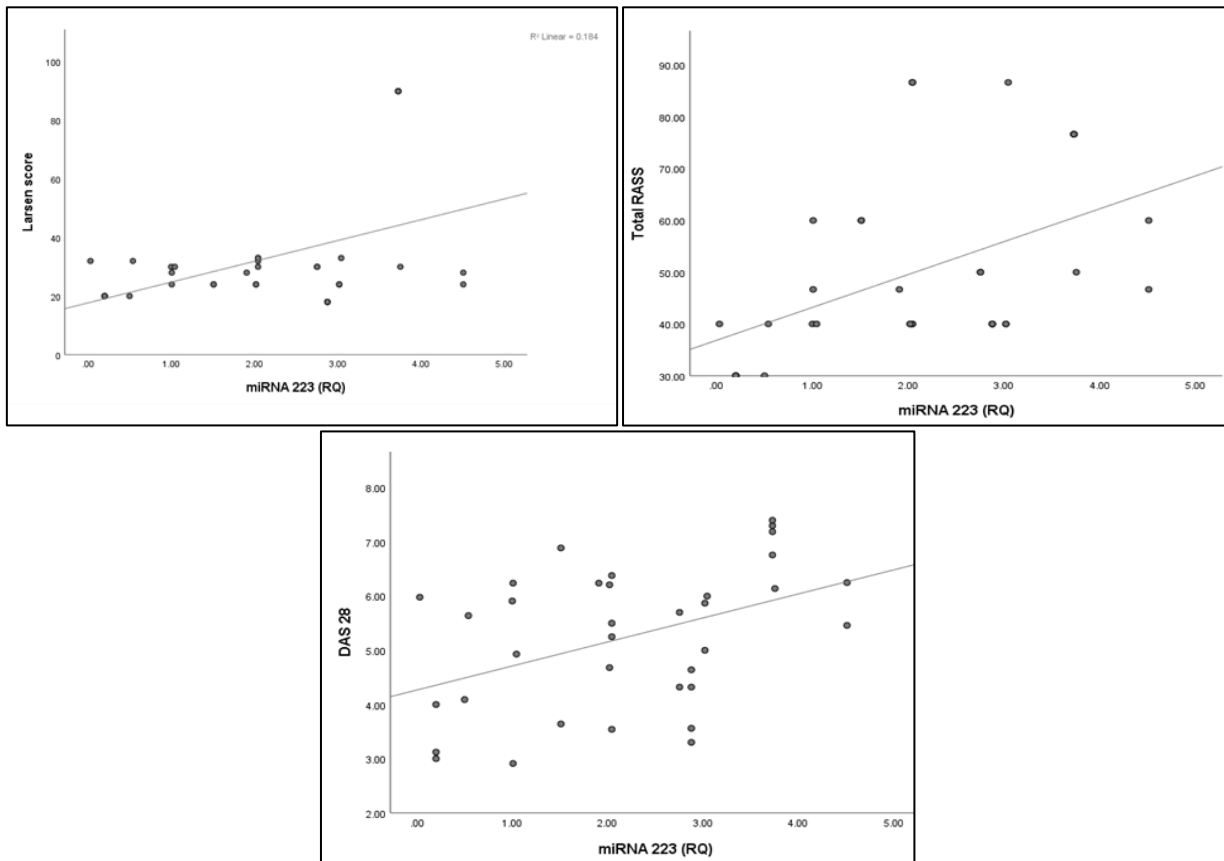 R² Linear = 0.184
100
80
60
40
20
0
Larsen score
.00 1.00 2.00 3.00 4.00 5.00
miRNA 223 (RQ)
90.00
80.00
70.00
60.00
50.00
40.00
30.00
Total RASS
.00 1.00 2.00 3.00 4.00 5.00
miRNA 223 (RQ)
8.00
7.00
6.00
5.00
4.00
3.00
2.00
DAS 28
.00 1.00 2.00 3.00 4.00 5.00
miRNA 223 (RQ)